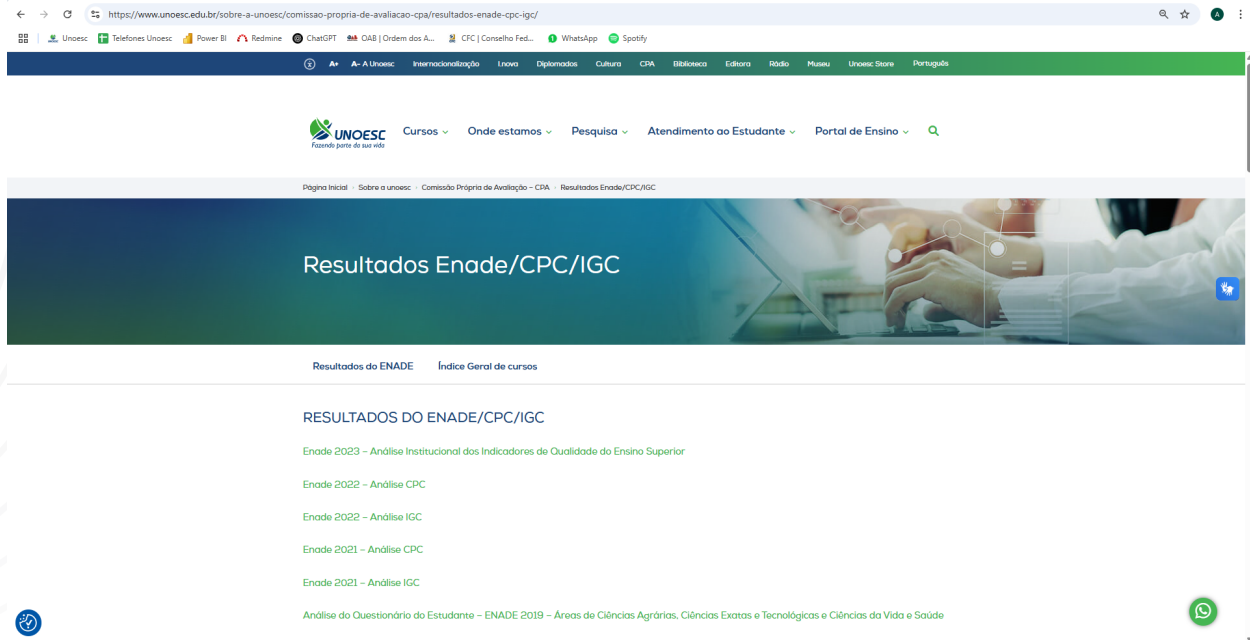 https://www.unoesc.edu.br/sobre-a-unoesc/comissao-propria-de-avaliacao-cpa/resultados-enade-cpc-igc/
A
Unoesc Telefones Unoesc Power BI Redmine ChatGPT OAB | Ordem dos A... CFC | Conselho Fed... WhatsApp Spotify
A+ A- A Unoesc Internacionalização I.nova Diplomados Cultura CPA Biblioteca Editora Rádio Museu Unoesc Store Português
UNOESC
Fazendo parte da sua vida
Cursos Onde estamos Pesquisa Atendimento ao Estudante Portal de Ensino
Página Inicial Sobre a unoesc Comissão Própria de Avaliação – CPA Resultados Enade/CPC/IGC
Resultados Enade/CPC/IGC
Resultados do ENADE Índice Geral de cursos
RESULTADOS DO ENADE/CPC/IGC
Enade 2023 – Análise Institucional dos Indicadores de Qualidade do Ensino Superior
Enade 2022 – Análise CPC
Enade 2022 – Análise IGC
Enade 2021 – Análise CPC
Enade 2021 – Análise IGC
Análise do Questionário do Estudante – ENADE 2019 – Áreas de Ciências Agrárias, Ciências Exatas e Tecnológicas e Ciências da Vida e Saúde